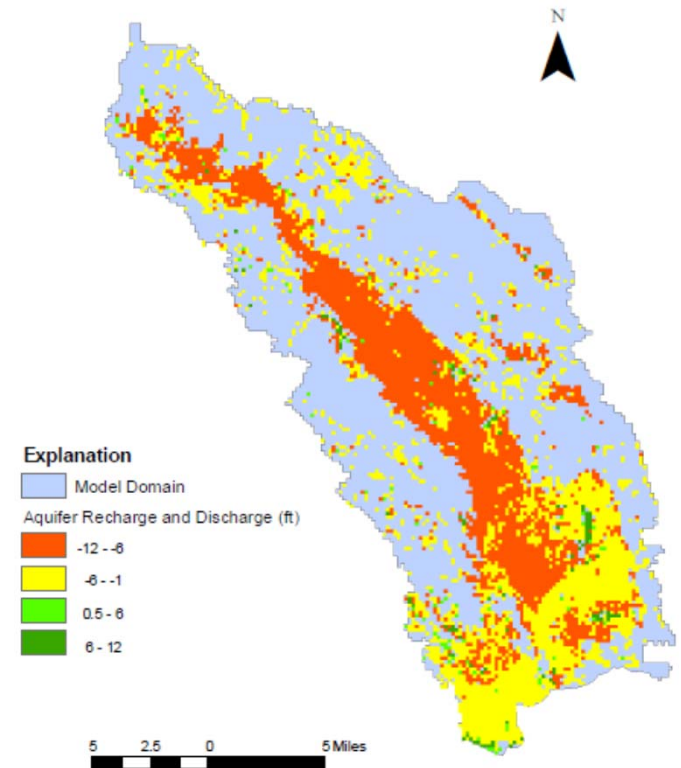 N
Explanation
Model Domain
Aquifer Recharge and Discharge (ft)
-12 - -6
-6 - -1
0.5 - 6
6 - 12
5 2.5 0 5 Miles